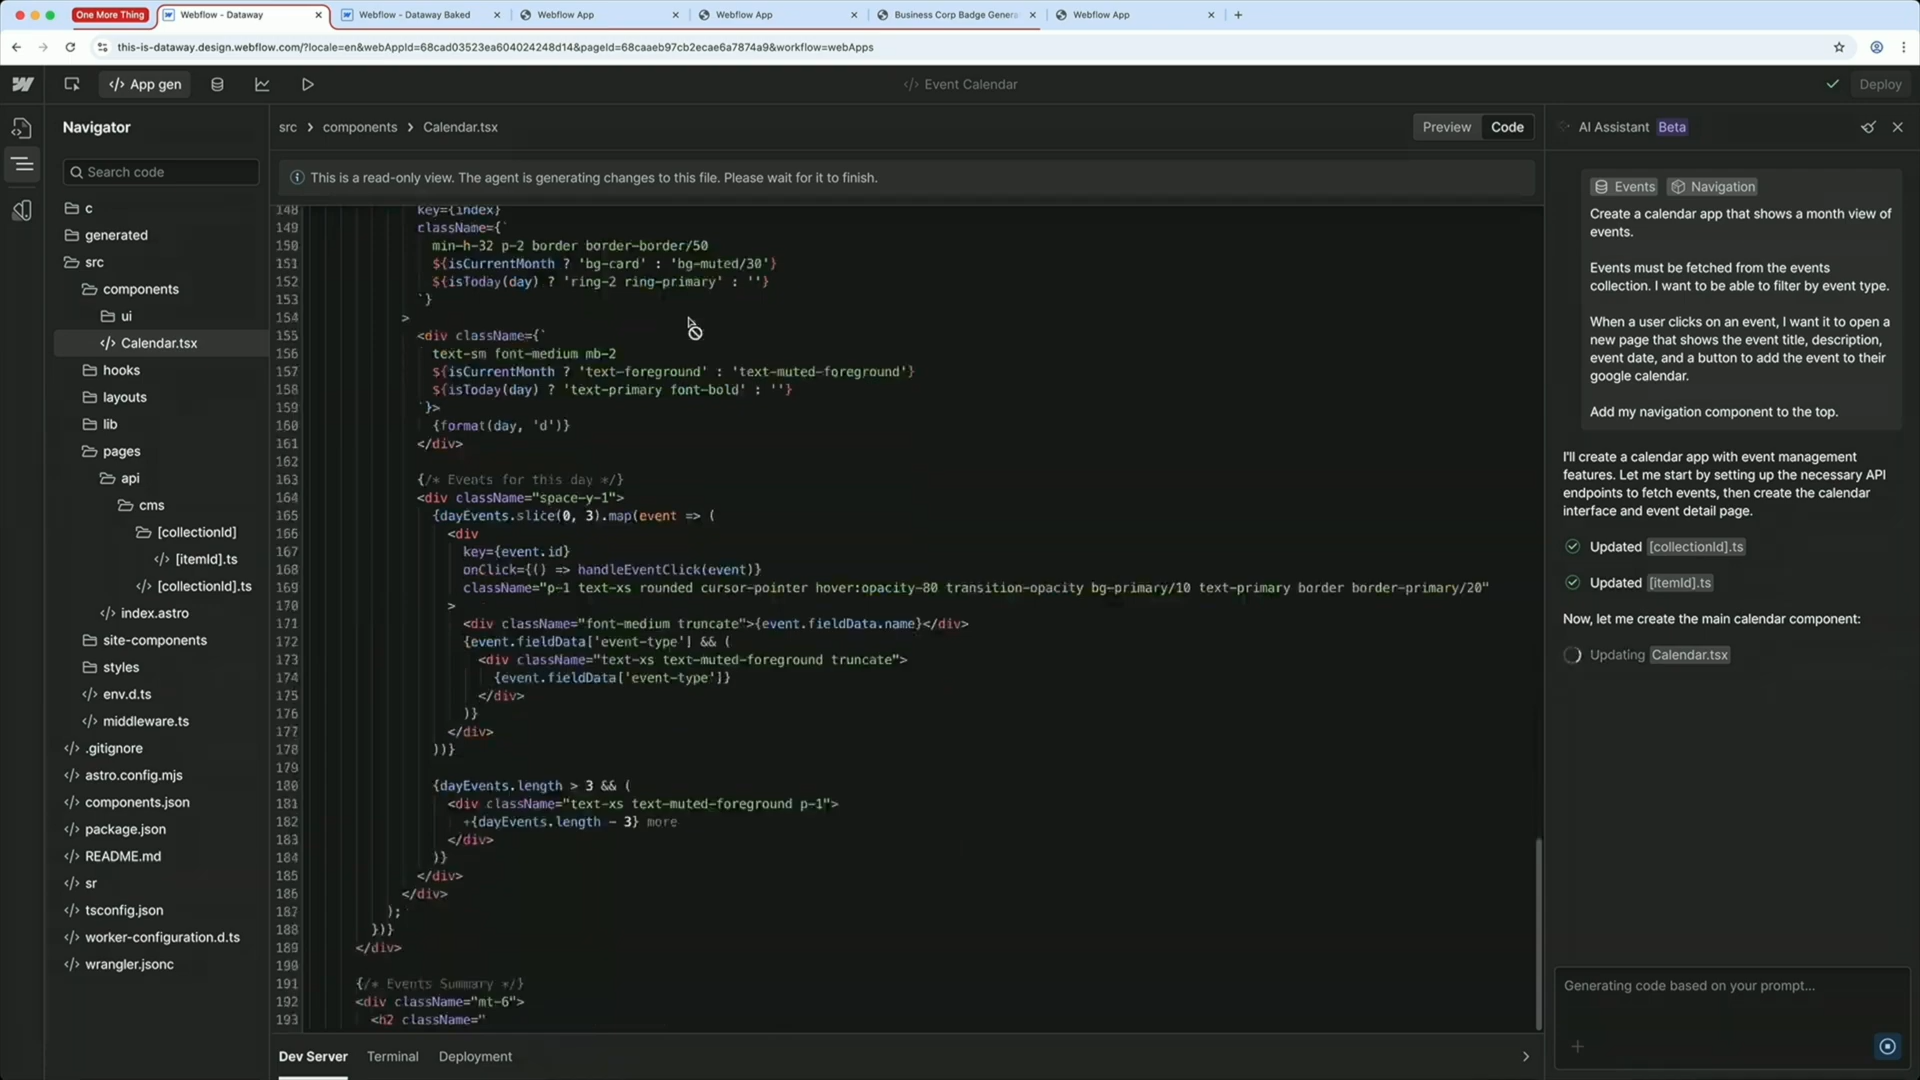 One More Thing
Webflow - Dataway
Webflow - Dataway Baked
Webflow App
Webflow App
Business Corp Badge Genera
Webflow App
this-is-dataway.design.webflow.com/?locale=en&webAppId=68cad03523ea604024248d14&pageId=68caaeb97cb2ecae6a7874a9&workflow=webApps
</> App gen
</> Event Calendar
Deploy
Navigator
Search code
c
generated
src
components
ui
</> Calendar.tsx
hooks
layouts
lib
pages
api
cms
[collectionId]
</> [itemId].ts
</> [collectionId].ts
</> index.astro
site-components
styles
</> env.d.ts
</> middleware.ts
</> .gitignore
</> astro.config.mjs
</> components.json
</> package.json
</> README.md
</> sr
</> tsconfig.json
</> worker-configuration.d.ts
</> wrangler.jsonc
src > components > Calendar.tsx
Preview
Code
This is a read-only view. The agent is generating changes to this file. Please wait for it to finish.
148 key={index}
149 className={`
150 min-h-32 p-2 border border-border/50
151 ${isCurrentMonth ? 'bg-card' : 'bg-muted/30'}
152 ${isToday(day) ? 'ring-2 ring-primary' : ''}
153 `}
154 >
155 <div className={`
156 text-sm font-medium mb-2
157 ${isCurrentMonth ? 'text-foreground' : 'text-muted-foreground'}
158 ${isToday(day) ? 'text-primary font-bold' : ''}
159 `}>
160 {format(day, 'd')}
161 </div>
162
163 {/* Events for this day */}
164 <div className="space-y-1">
165 {dayEvents.slice(0, 3).map(event => (
166 <div
167 key={event.id}
168 onClick={() => handleEventClick(event)}
169 className="p-1 text-xs rounded cursor-pointer hover:opacity-80 transition-opacity bg-primary/10 text-primary border border-primary/20"
170 >
171 <div className="font-medium truncate">{event.fieldData.name}</div>
172 {event.fieldData['event-type'] && (
173 <div className="text-xs text-muted-foreground truncate">
174 {event.fieldData['event-type']}
175 </div>
176 )}
177 </div>
178 ))}
179
180 {dayEvents.length > 3 && (
181 <div className="text-xs text-muted-foreground p-1">
182 +{dayEvents.length - 3} more
183 </div>
184 )}
185 </div>
186 </div>
187 );
188 })}
189 </div>
190
191 {/* Events Summary */}
192 <div className="mt-6">
193 <h2 className="
Dev Server
Terminal
Deployment
AI Assistant Beta
Events
Navigation
Create a calendar app that shows a month view of
events.
Events must be fetched from the events
collection. I want to be able to filter by event type.
When a user clicks on an event, I want it to open a
new page that shows the event title, description,
event date, and a button to add the event to their
google calendar.
Add my navigation component to the top.
I'll create a calendar app with event management
features. Let me start by setting up the necessary API
endpoints to fetch events, then create the calendar
interface and event detail page.
Updated [collectionId].ts
Updated [itemId].ts
Now, let me create the main calendar component:
Updating Calendar.tsx
Generating code based on your prompt...